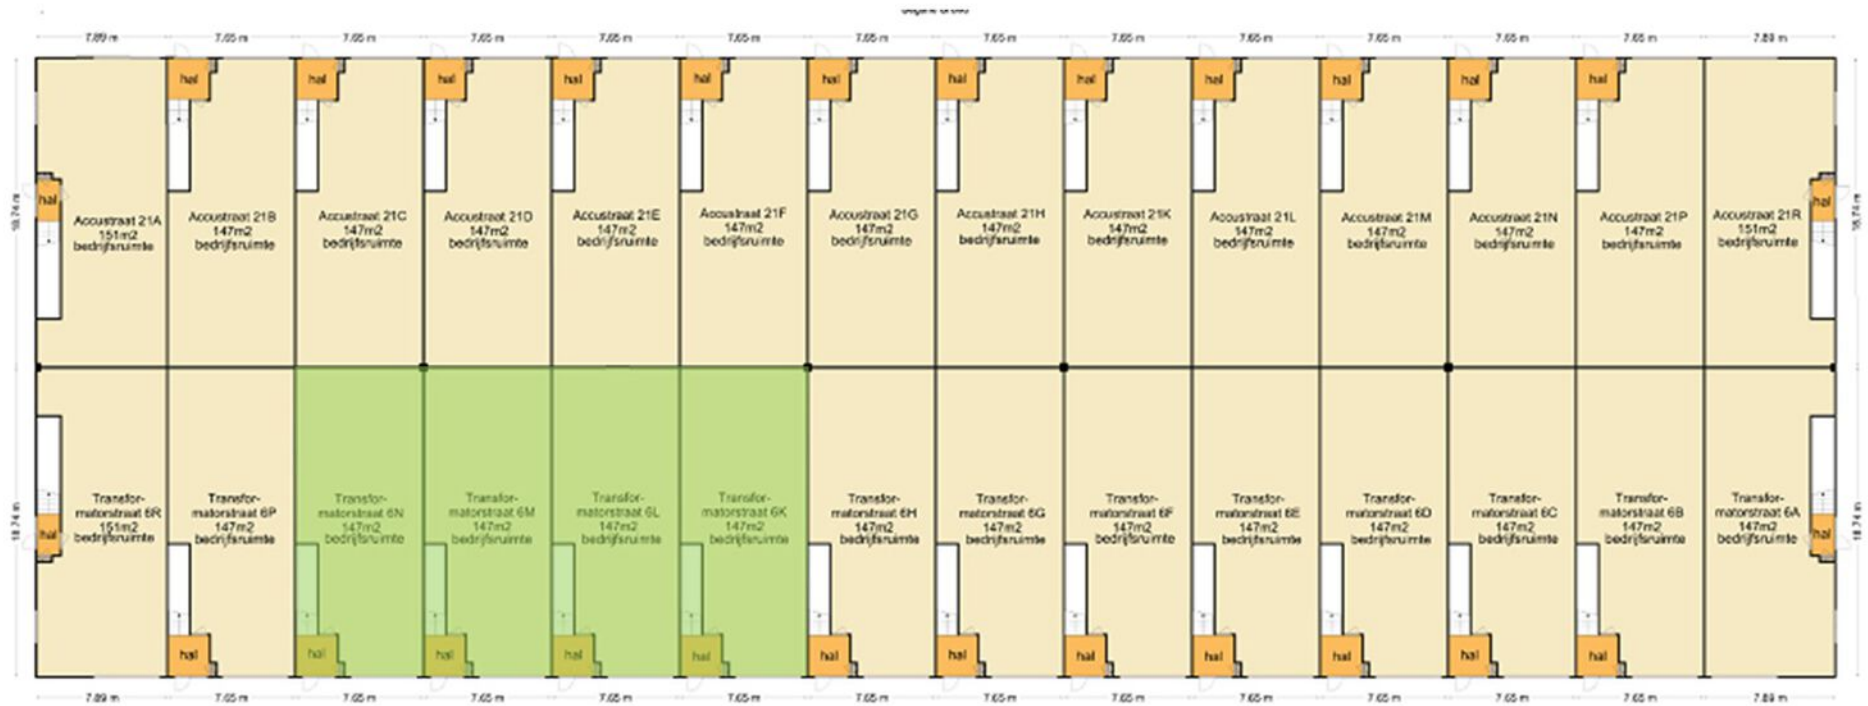 7.89 m 7.65 m 7.65 m 7.65 m 7.65 m 7.65 m 7.65 m 7.65 m 7.65 m 7.65 m 7.65 m 7.65 m 7.65 m 7.89 m
hal hal hal hal hal hal hal hal hal hal hal hal
hal hal
Accustraat 21A
151m2
bedrijfsruimte
Accustraat 21B
147m2
bedrijfsruimte
Accustraat 21C
147m2
bedrijfsruimte
Accustraat 21D
147m2
bedrijfsruimte
Accustraat 21E
147m2
bedrijfsruimte
Accustraat 21F
147m2
bedrijfsruimte
Accustraat 21G
147m2
bedrijfsruimte
Accustraat 21H
147m2
bedrijfsruimte
Accustraat 21K
147m2
bedrijfsruimte
Accustraat 21L
147m2
bedrijfsruimte
Accustraat 21M
147m2
bedrijfsruimte
Accustraat 21N
147m2
bedrijfsruimte
Accustraat 21P
147m2
bedrijfsruimte
Accustraat 21R
151m2
bedrijfsruimte
Transfor-
matorstraat 6R
151m2
bedrijfsruimte
Transfor-
matorstraat 6P
147m2
bedrijfsruimte
Transfor-
matorstraat 6N
147m2
bedrijfsruimte
Transfor-
matorstraat 6M
147m2
bedrijfsruimte
Transfor-
matorstraat 6L
147m2
bedrijfsruimte
Transfor-
matorstraat 6K
147m2
bedrijfsruimte
Transfor-
matorstraat 6H
147m2
bedrijfsruimte
Transfor-
matorstraat 6G
147m2
bedrijfsruimte
Transfor-
matorstraat 6F
147m2
bedrijfsruimte
Transfor-
matorstraat 6E
147m2
bedrijfsruimte
Transfor-
matorstraat 6D
147m2
bedrijfsruimte
Transfor-
matorstraat 6C
147m2
bedrijfsruimte
Transfor-
matorstraat 6B
147m2
bedrijfsruimte
Transfor-
matorstraat 6A
147m2
bedrijfsruimte
hal hal
hal hal hal hal hal hal hal hal hal hal hal hal
7.89 m 7.65 m 7.65 m 7.65 m 7.65 m 7.65 m 7.65 m 7.65 m 7.65 m 7.65 m 7.65 m 7.65 m 7.65 m 7.89 m